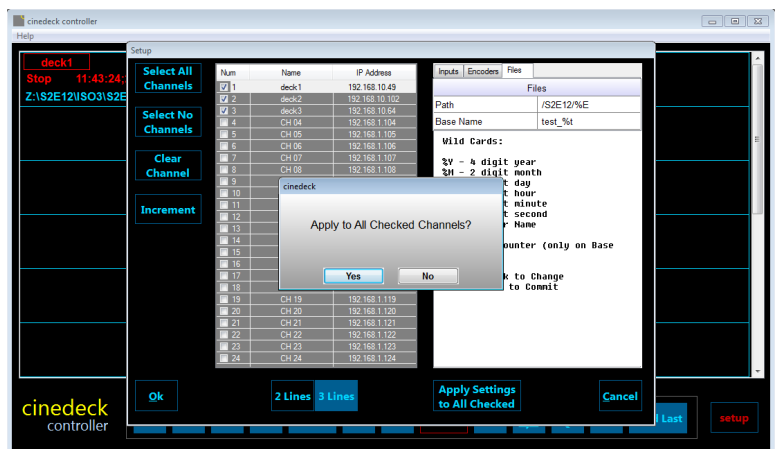 cinedeck controller
Help
deck1
Stop 11:43:24;
Z:\S2E12\ISO3\S2E
Setup
Select All Channels
Select No Channels
Clear Channel
Increment
Num Name IP Address
1 deck1 192.168.10.49
2 deck2 192.168.10.102
3 deck3 192.168.10.64
4 CH 04 192.168.1.104
5 CH 05 192.168.1.105
6 CH 06 192.168.1.106
7 CH 07 192.168.1.107
8 CH 08 192.168.1.108
9
10
11
12
13
14
15
16
17
18
19 CH 19 192.168.1.119
20 CH 20 192.168.1.120
21 CH 21 192.168.1.121
22 CH 22 192.168.1.122
23 CH 23 192.168.1.123
24 CH 24 192.168.1.124
Inputs Encoders Files
Files
Path /S2E12/%E
Base Name test_%t
Wild Cards:
%Y - 4 digit year
%M - 2 digit month
t day
t hour
t minute
t second
r Name
ounter (only on Base
k to Change
to Commit
cinedeck
Apply to All Checked Channels?
Yes No
Ok
2 Lines 3 Lines
Apply Settings
to All Checked
Cancel
cinedeck
controller
l Last
setup